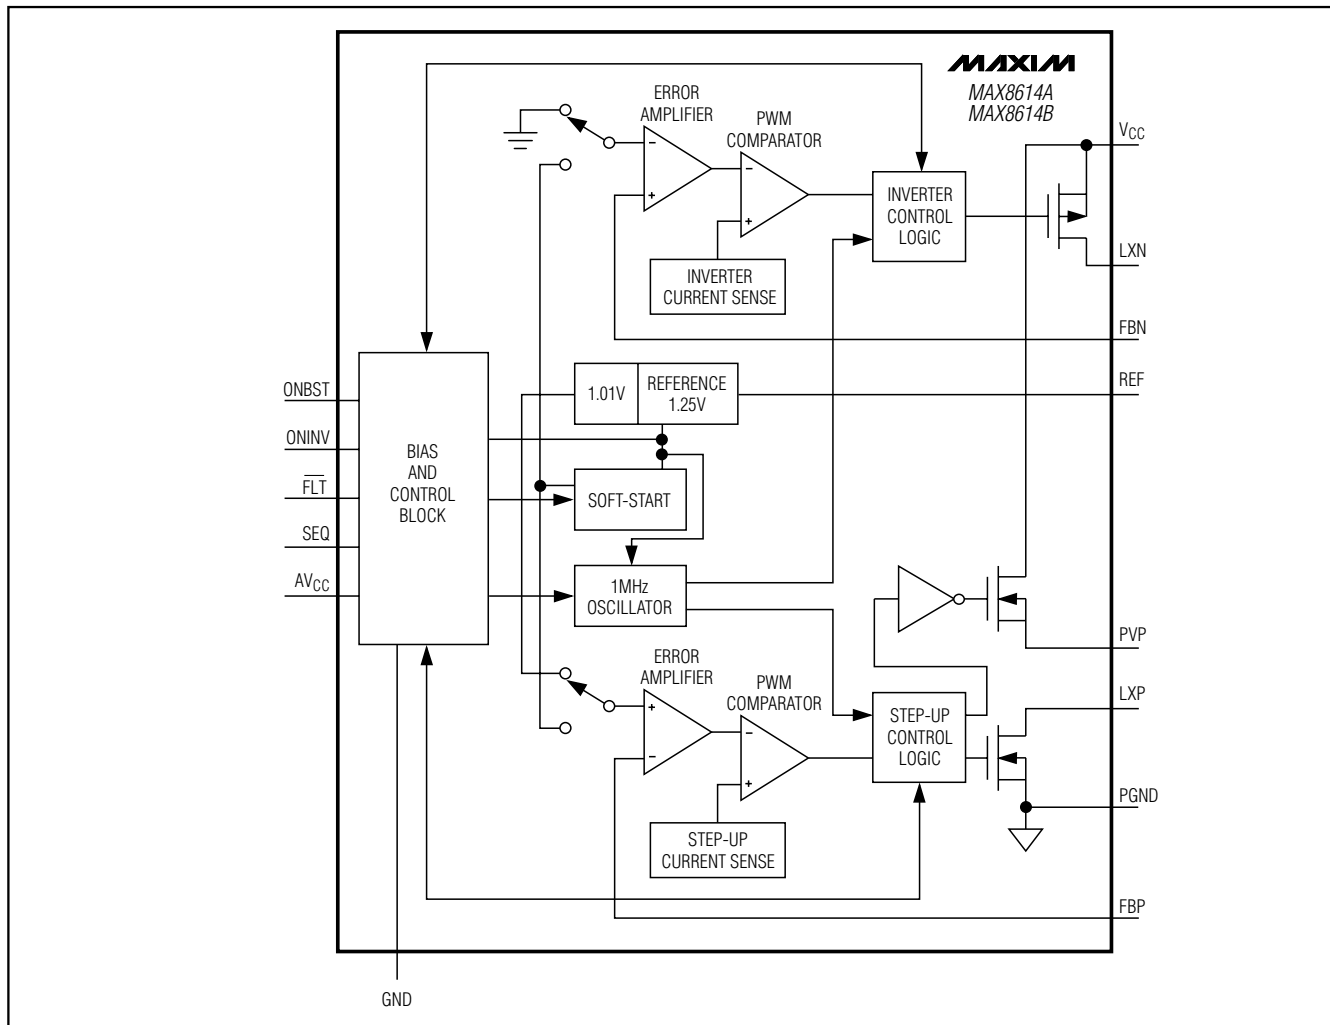 MAXIM
MAX8614A
MAX8614B
ERROR
AMPLIFIER
PWM
COMPARATOR
−
+
−
+
INVERTER
CONTROL
LOGIC
INVERTER
CURRENT SENSE
VCC
LXN
FBN
REF
1.01V
REFERENCE
1.25V
ONBST
ONINV
FLT
SEQ
AVCC
BIAS
AND
CONTROL
BLOCK
SOFT-START
1MHz
OSCILLATOR
ERROR
AMPLIFIER
PWM
COMPARATOR
+
−
−
+
STEP-UP
CONTROL
LOGIC
STEP-UP
CURRENT SENSE
PVP
LXP
PGND
FBP
GND